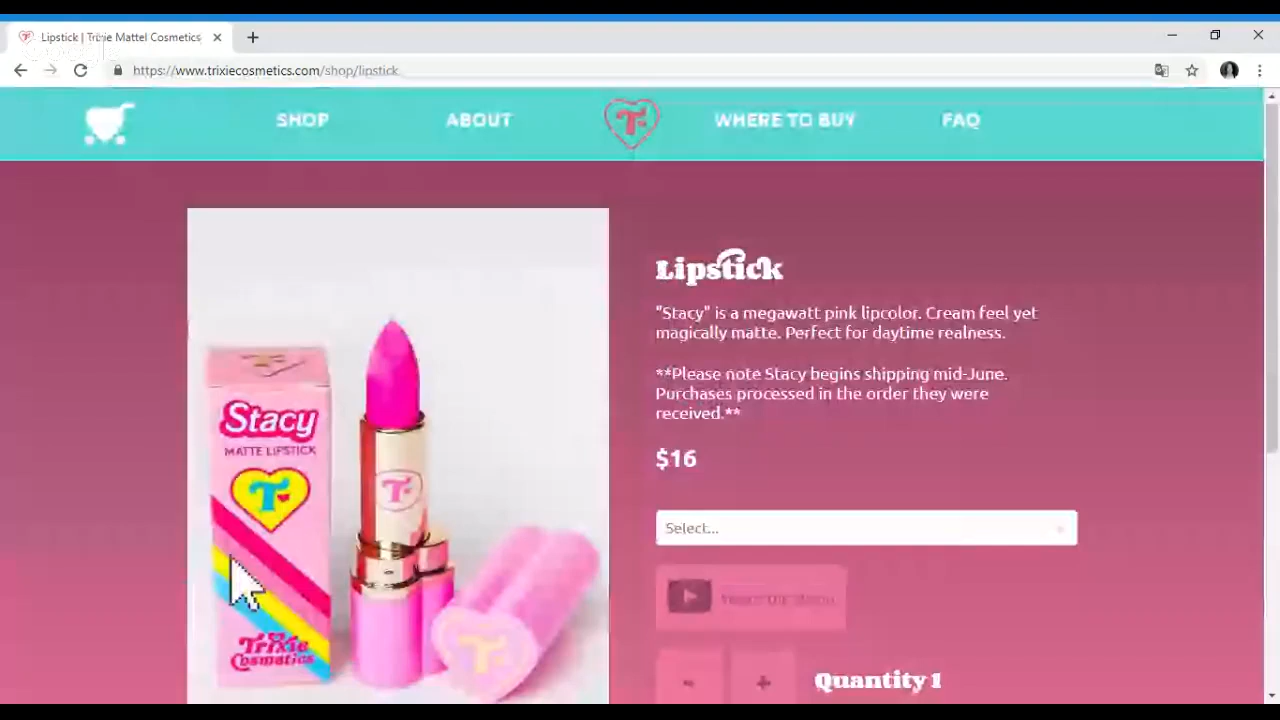 Lipstick | Trixie Mattel Cosmetics
https://www.trixiecosmetics.com/shop/lipstick
SHOP
ABOUT
T
WHERE TO BUY
FAQ
Lipstick
"Stacy" is a megawatt pink lipcolor. Cream feel yet
magically matte. Perfect for daytime realness.
**Please note Stacy begins shipping mid-June.
Purchases processed in the order they were
received.**
$16
Select...
- + Quantity 1
Stacy
MATTE LIPSTICK
T
Trixie
Cosmetics
T
T